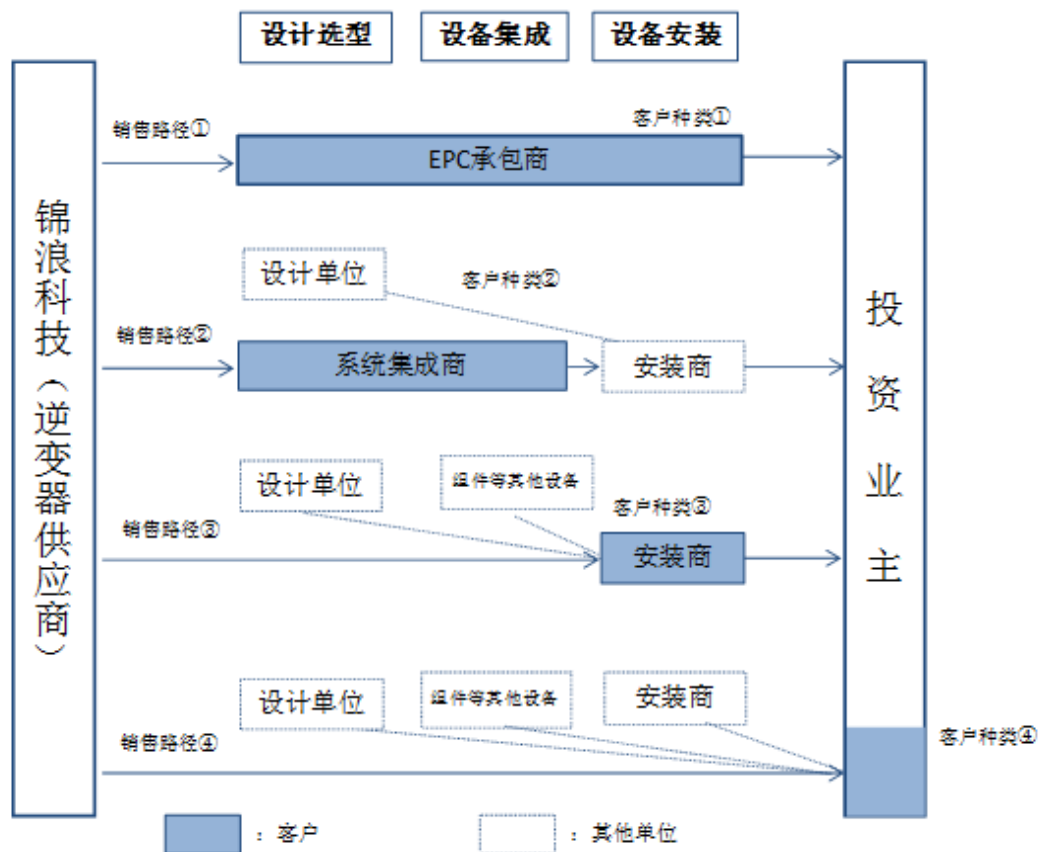 设计选型
设备集成
设备安装
锦浪科技（逆变器供应商）
投资业主
销售路径①
客户种类①
EPC承包商
设计单位
客户种类②
销售路径②
系统集成商
安装商
设计单位
组件等其他设备
客户种类③
销售路径③
安装商
设计单位
组件等其他设备
安装商
销售路径④
客户种类④
：客户
：其他单位